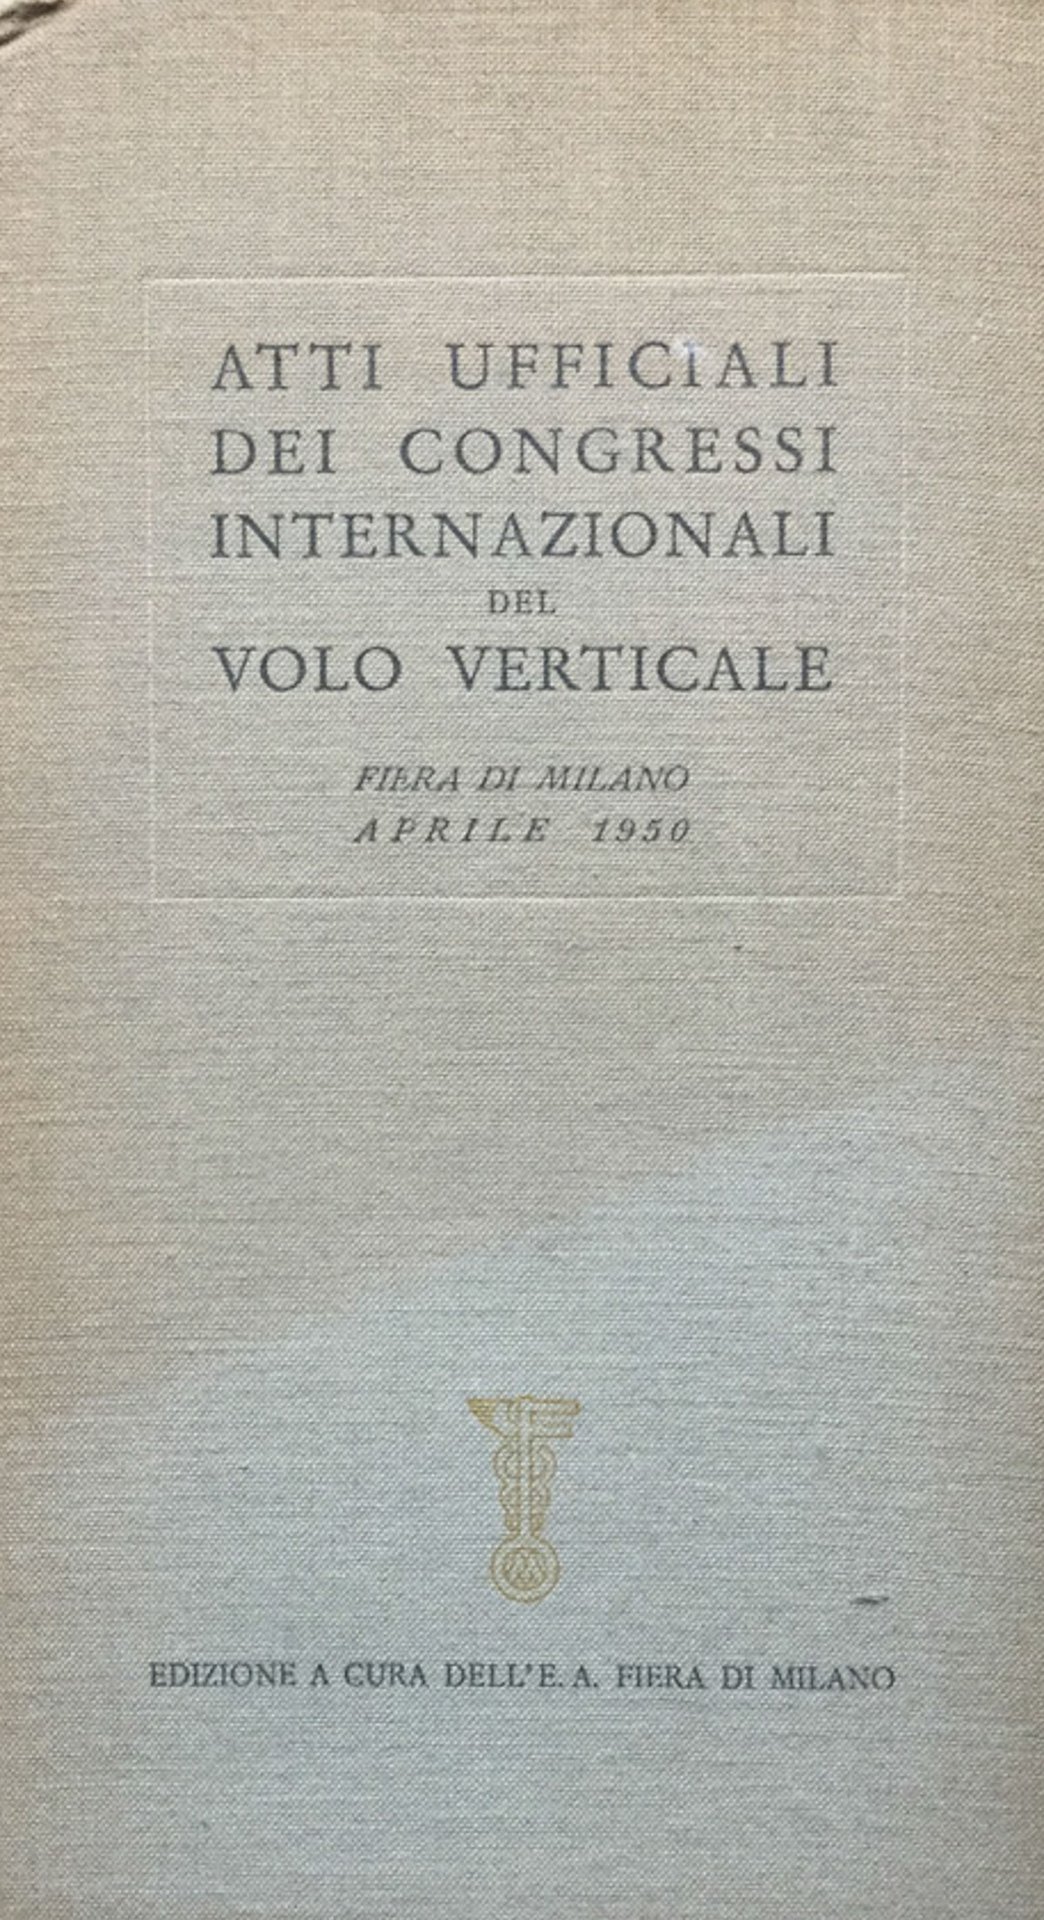 ATTI UFFICIALI
DEI CONGRESSI
INTERNAZIONALI
DEL
VOLO VERTICALE
FIERA DI MILANO
APRILE 1950
EDIZIONE A CURA DELL'E. A. FIERA DI MILANO